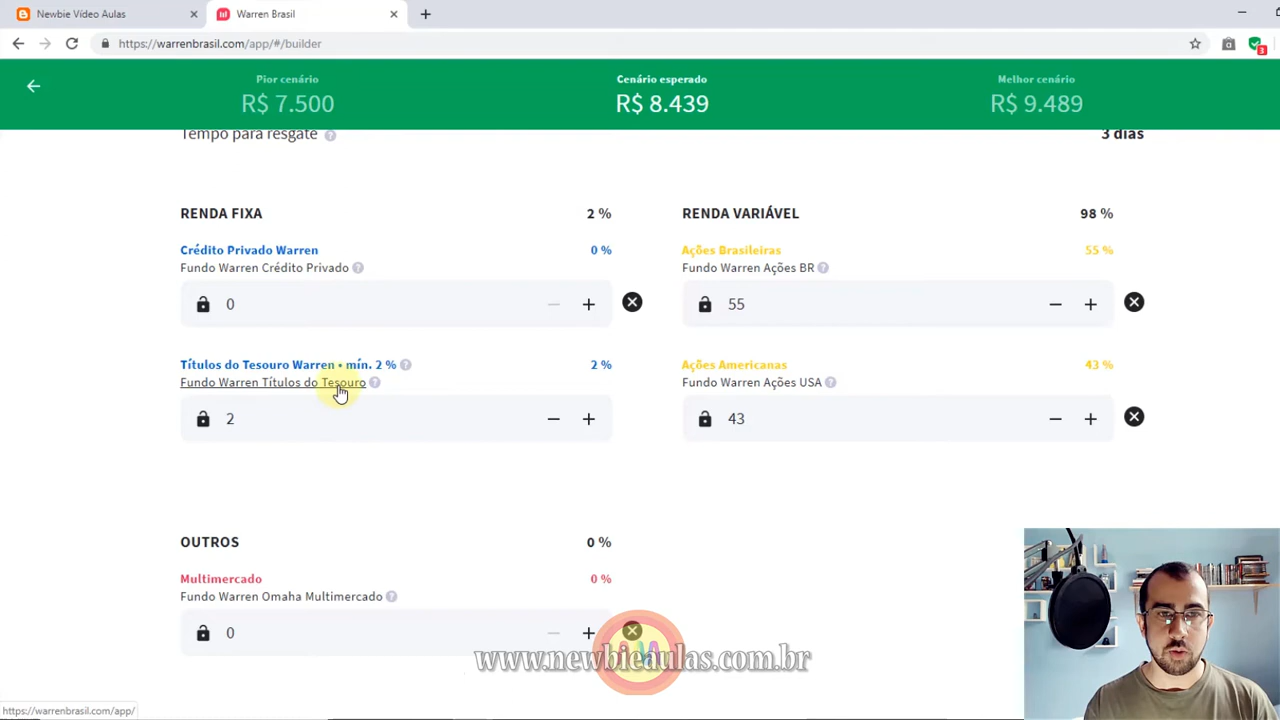 Newbie Vídeo Aulas
Warren Brasil
https://warrenbrasil.com/app/#/builder
3
Pior cenário
R$ 7.500
Cenário esperado
R$ 8.439
Melhor cenário
R$ 9.489
Tempo para resgate ?
3 dias
RENDA FIXA
2 %
Crédito Privado Warren
0 %
Fundo Warren Crédito Privado ?
0
Títulos do Tesouro Warren • mín. 2 % ?
2 %
Fundo Warren Títulos do Tesouro ?
2
RENDA VARIÁVEL
98 %
Ações Brasileiras
55 %
Fundo Warren Ações BR ?
55
Ações Americanas
43 %
Fundo Warren Ações USA ?
43
OUTROS
0 %
Multimercado
0 %
Fundo Warren Omaha Multimercado ?
0
www.newbieaulas.com.br
https://warrenbrasil.com/app/